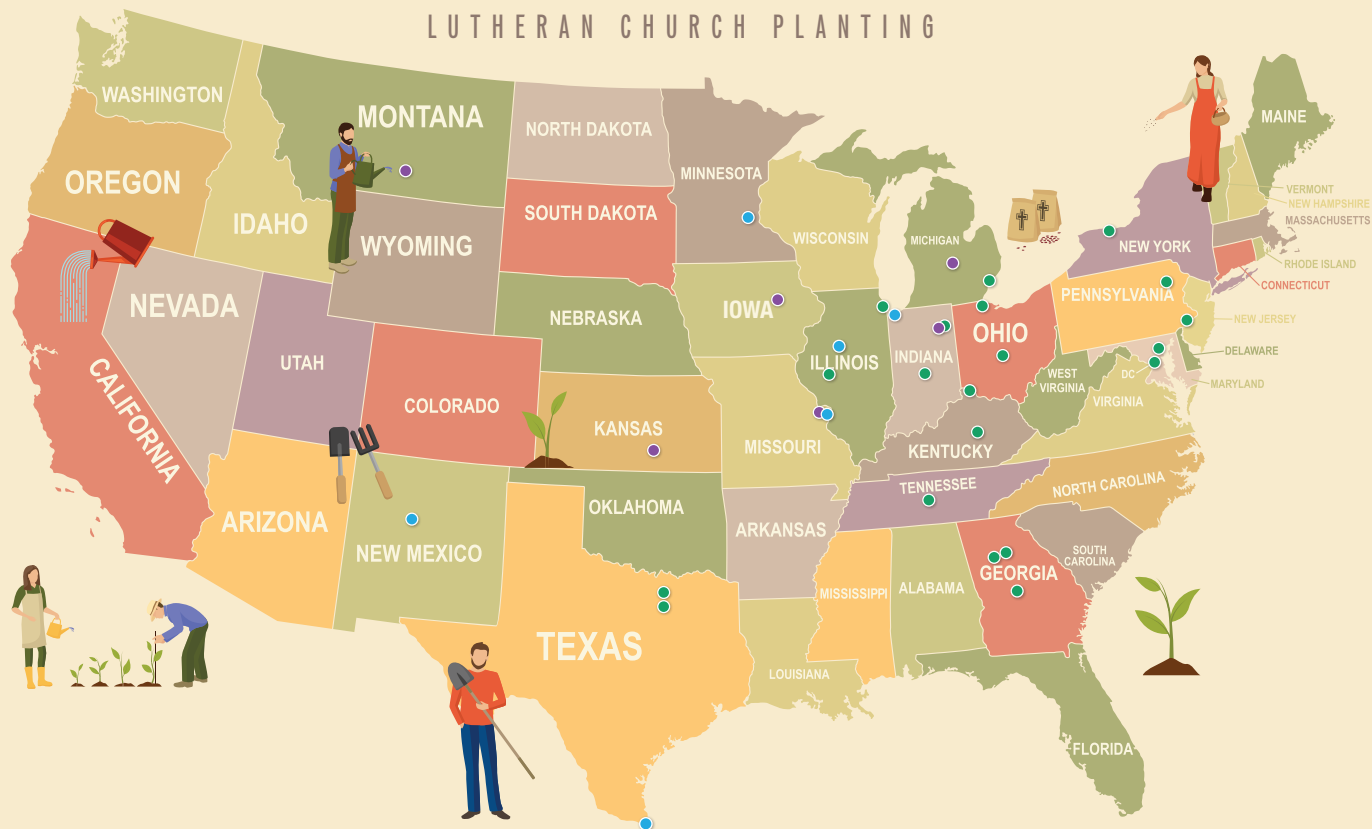 LUTHERAN CHURCH PLANTING
WASHINGTON
MONTANA
NORTH DAKOTA
MINNESOTA
MAINE
OREGON
IDAHO
SOUTH DAKOTA
WISCONSIN
MICHIGAN
VERMONT
NEW HAMPSHIRE
MASSACHUSETTS
WYOMING
NEW YORK
RHODE ISLAND
CONNECTICUT
NEVADA
IOWA
PENNSYLVANIA
NEBRASKA
OHIO
NEW JERSEY
UTAH
ILLINOIS
INDIANA
DELAWARE
CALIFORNIA
COLORADO
WEST
VIRGINIA
DC
MARYLAND
VIRGINIA
KANSAS
MISSOURI
KENTUCKY
ARIZONA
NEW MEXICO
OKLAHOMA
ARKANSAS
TENNESSEE
NORTH CAROLINA
SOUTH
CAROLINA
TEXAS
MISSISSIPPI
ALABAMA
GEORGIA
LOUISIANA
FLORIDA